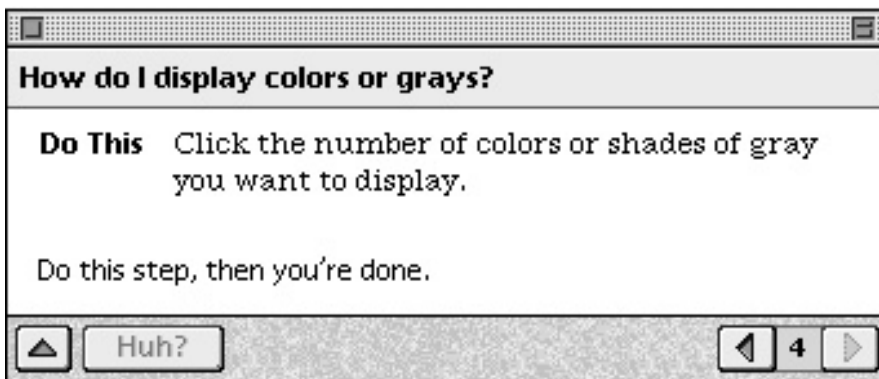 How do I display colors or grays?
Do This Click the number of colors or shades of gray
you want to display.
Do this step, then you're done.
Huh? 4